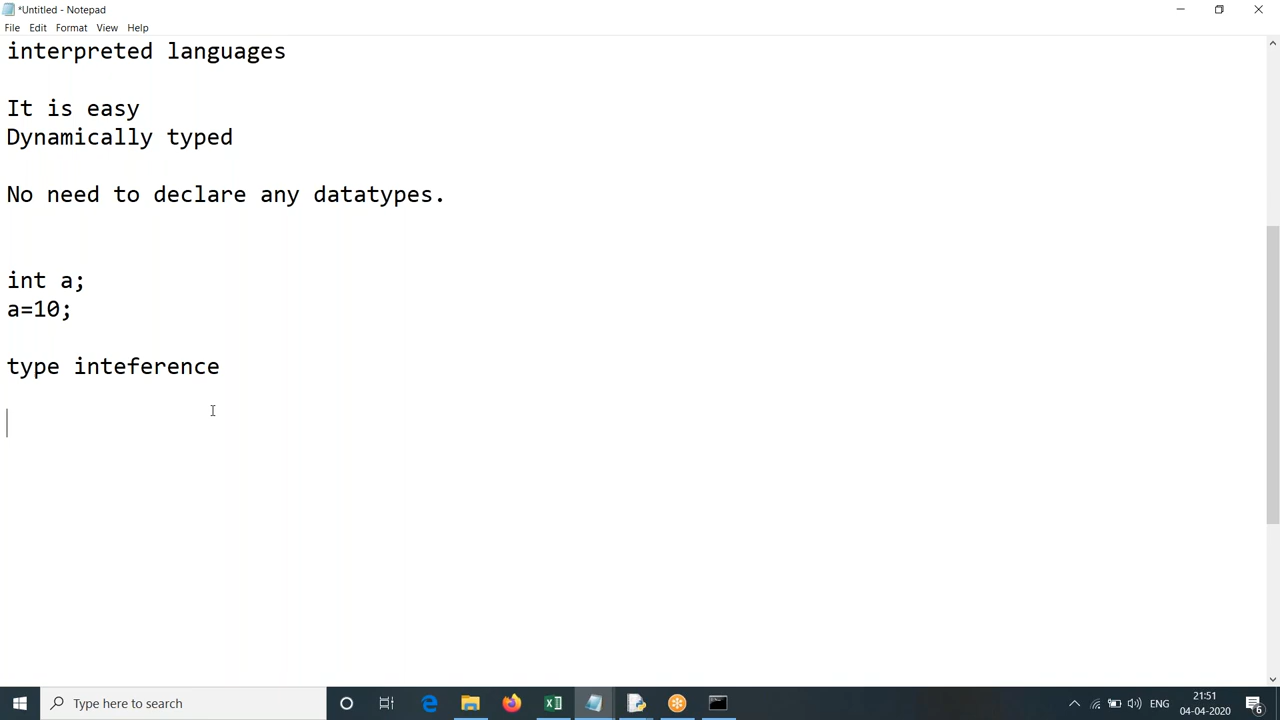 *Untitled - Notepad
File Edit Format View Help
interpreted languages
It is easy
Dynamically typed
No need to declare any datatypes.
int a;
a=10;
type inteference
Type here to search
ENG
21:51
04-04-2020
6